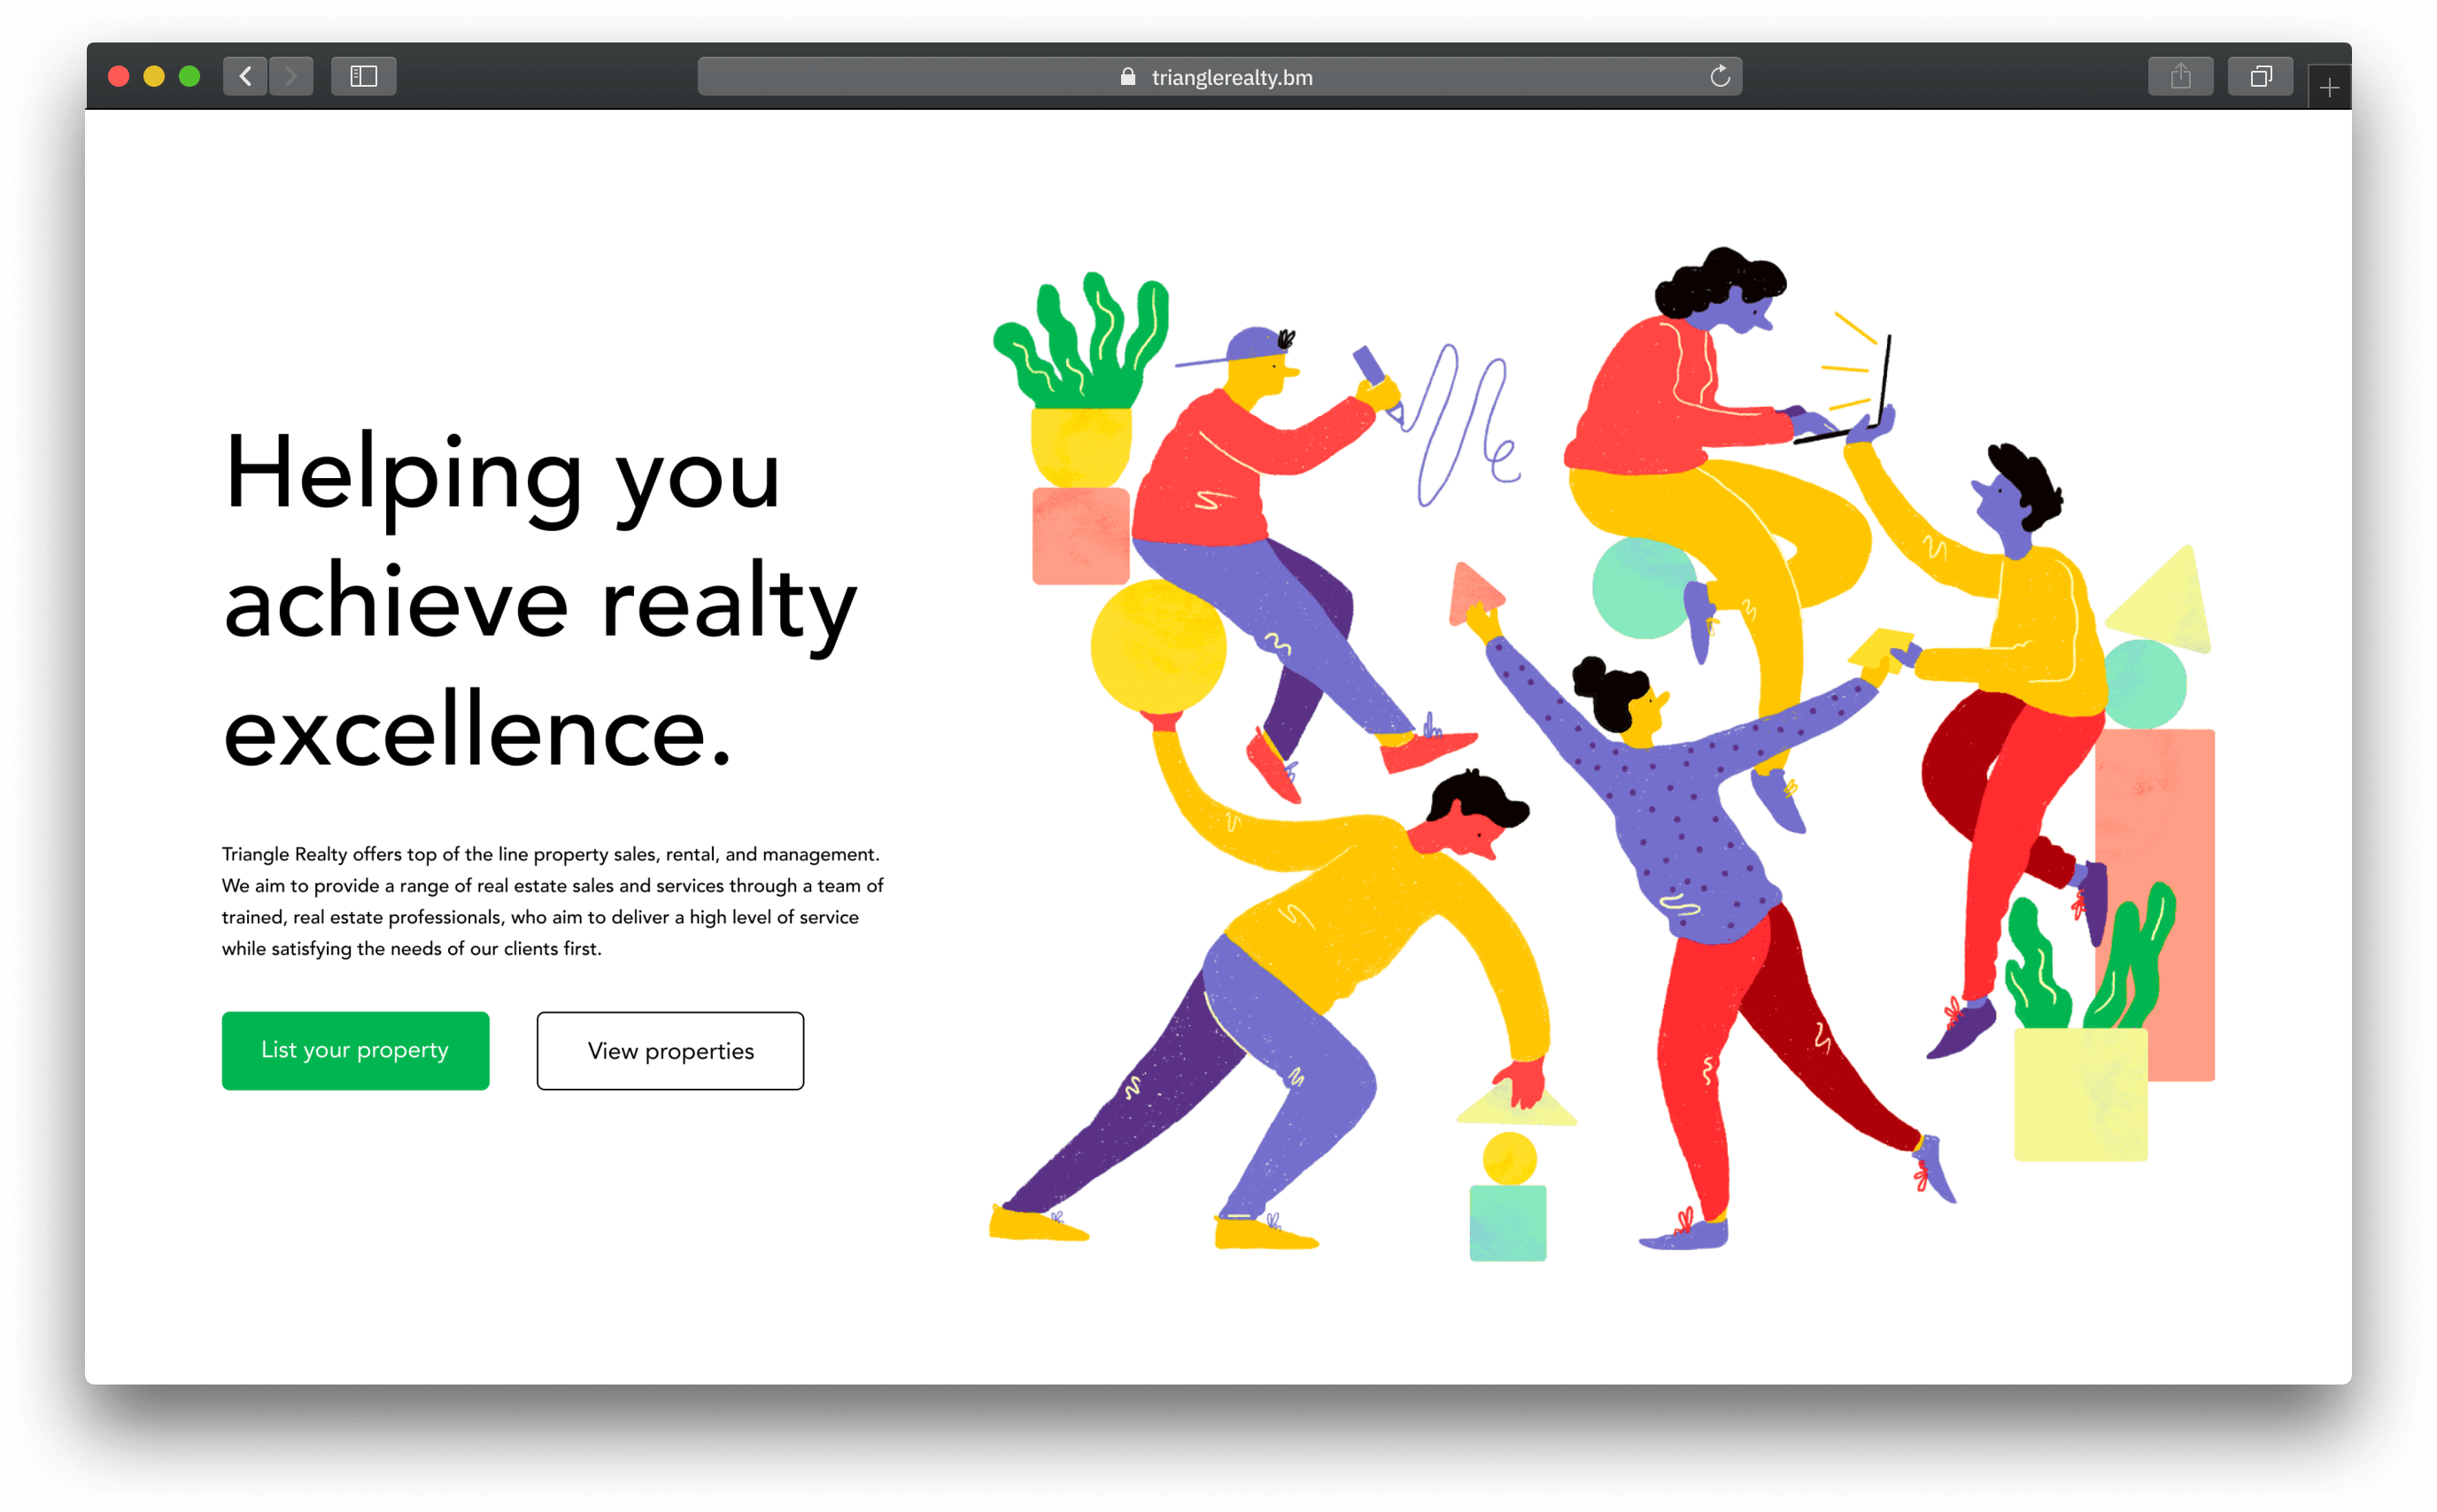 trianglerealty.bm
Helping you
achieve realty
excellence.
Triangle Realty offers top of the line property sales, rental, and management.
We aim to provide a range of real estate sales and services through a team of
trained, real estate professionals, who aim to deliver a high level of service
while satisfying the needs of our clients first.
List your property
View properties